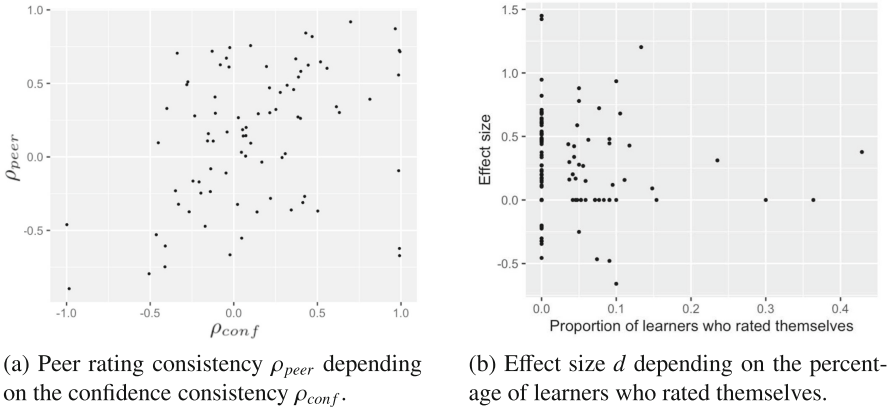 1.0
0.5
0.0
-0.5
ρpeer
-1.0
-0.5
0.0
0.5
1.0
ρconf
1.5
1.0
0.5
0.0
-0.5
Effect size
0.0
0.1
0.2
0.3
0.4
Proportion of learners who rated themselves
(a) Peer rating consistency ρpeer depending
on the confidence consistency ρconf.
(b) Effect size d depending on the percent-
age of learners who rated themselves.